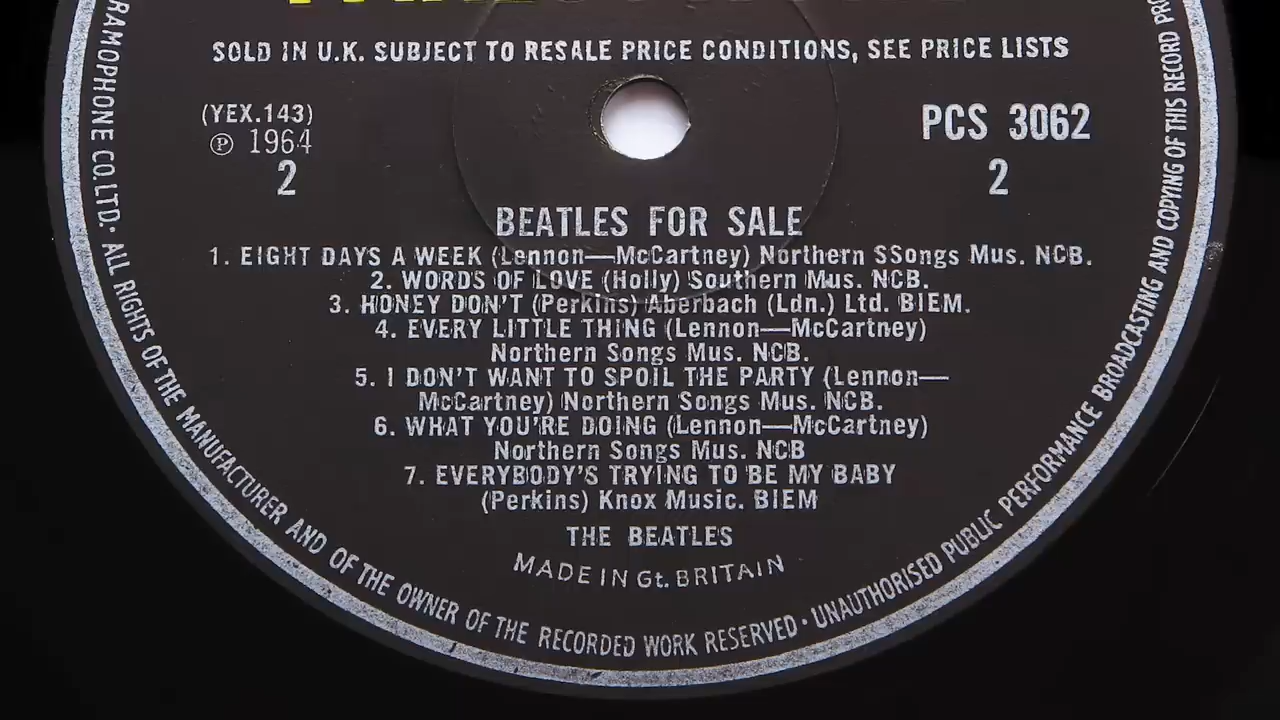 SOLD IN U.K. SUBJECT TO RESALE PRICE CONDITIONS, SEE PRICE LISTS
(YEX.143)
℗ 1964
2
PCS 3062
2
BEATLES FOR SALE
1. EIGHT DAYS A WEEK (Lennon—McCartney) Northern SSongs Mus. NCB.
2. WORDS OF LOVE (Holly) Southern Mus. NCB.
3. HONEY DON'T (Perkins) Aberbach (Ldn.) Ltd. BIEM.
4. EVERY LITTLE THING (Lennon—McCartney)
Northern Songs Mus. NCB.
5. I DON'T WANT TO SPOIL THE PARTY (Lennon—
McCartney) Northern Songs Mus. NCB.
6. WHAT YOU'RE DOING (Lennon—McCartney)
Northern Songs Mus. NCB
7. EVERYBODY'S TRYING TO BE MY BABY
(Perkins) Knox Music. BIEM
THE BEATLES
MADE IN Gt. BRITAIN
CO.LTD. · ALL RIGHTS OF THE MANUFACTURER AND OF THE OWNER OF THE RECORDED WORK RESERVED · UNAUTHORISED PUBLIC PERFORMANCE BROADCASTING AND COPYING OF THIS RECORD